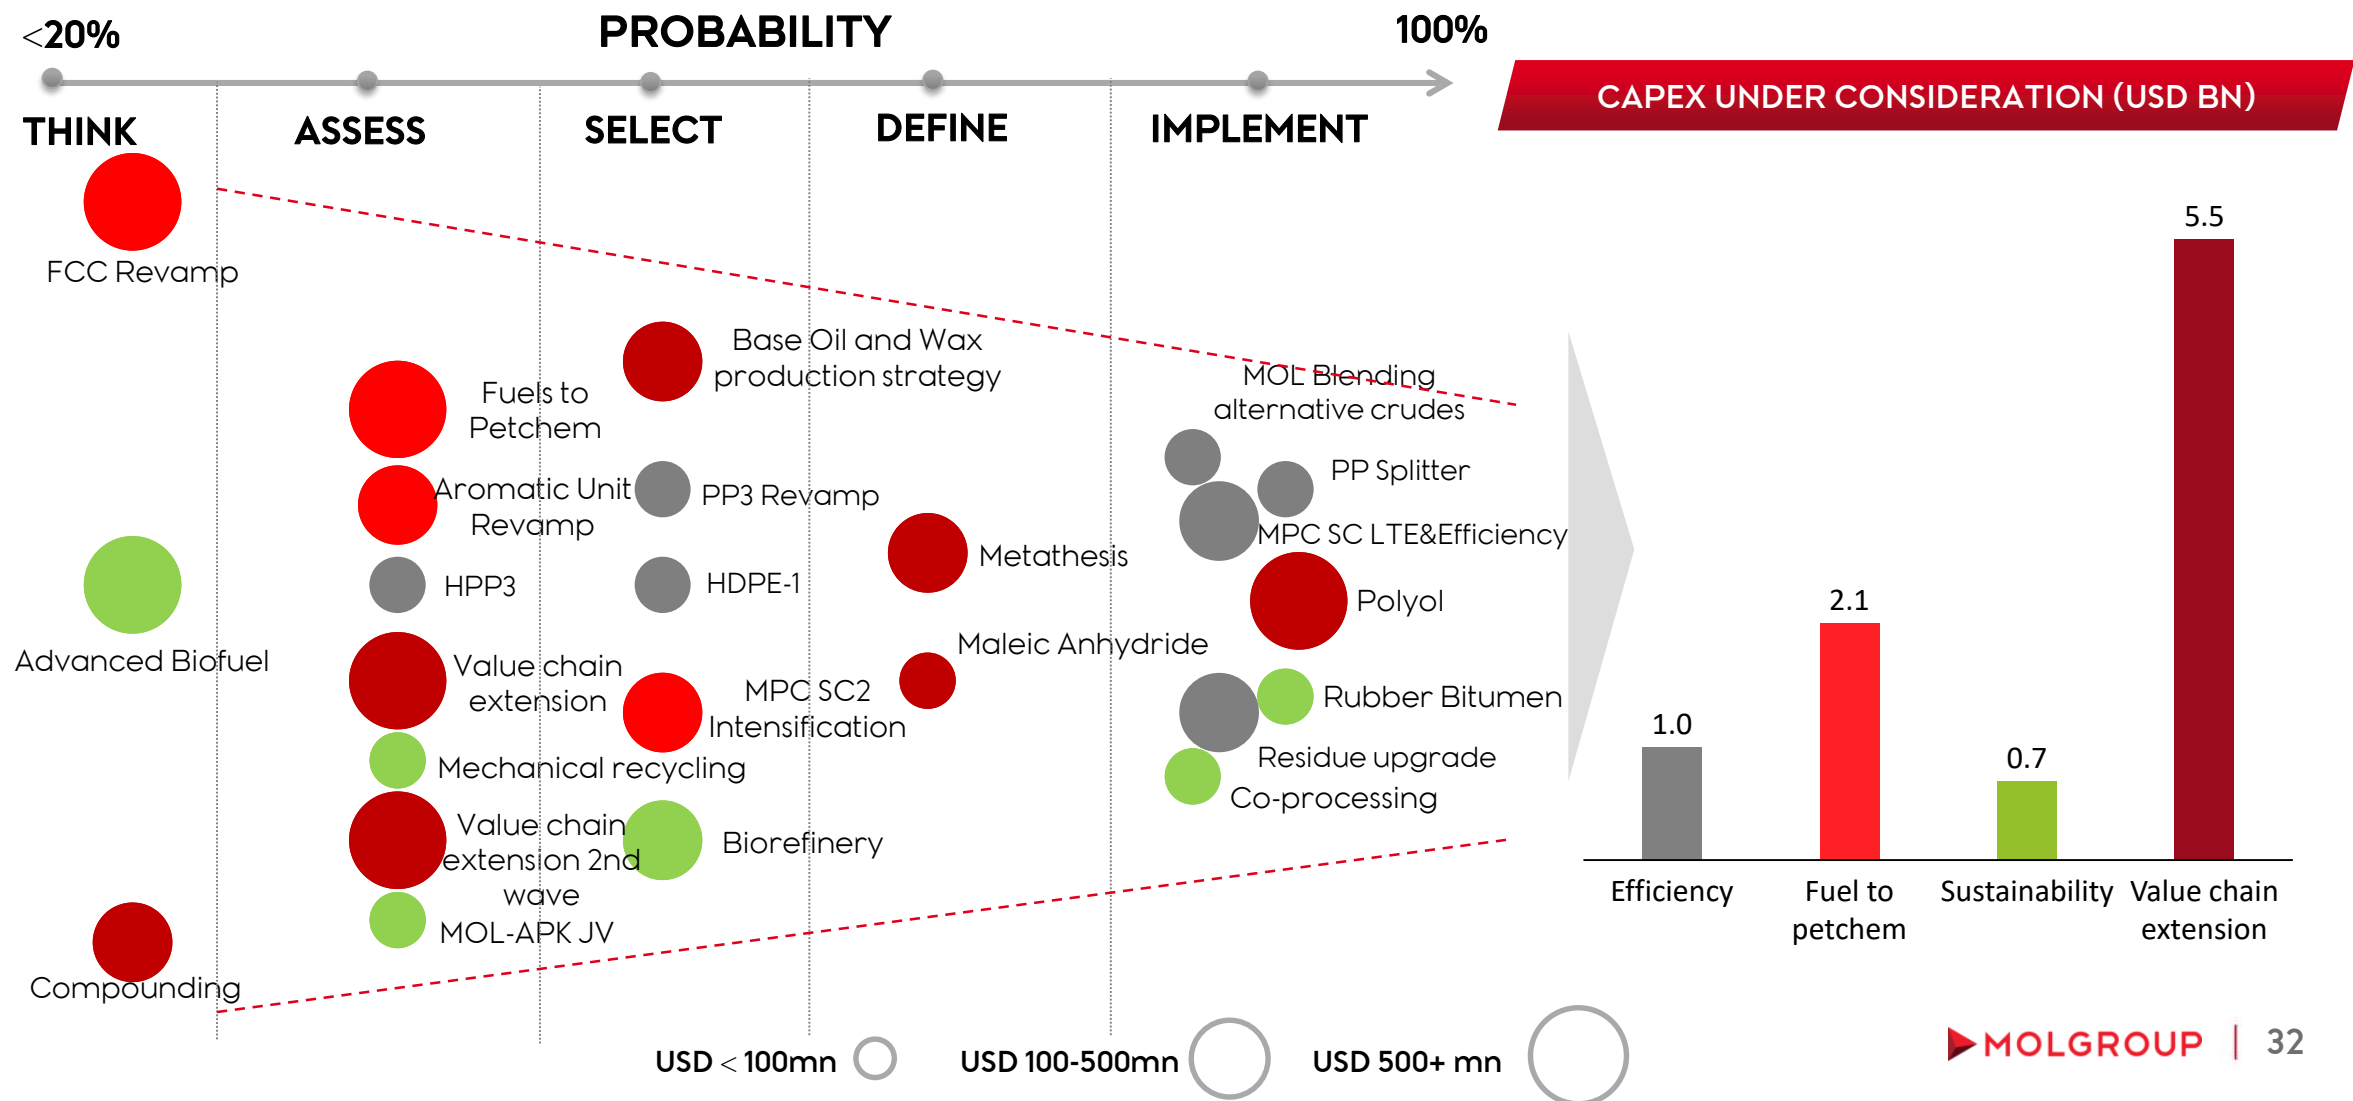 <20%
PROBABILITY
100%
THINK
ASSESS
SELECT
DEFINE
IMPLEMENT
CAPEX UNDER CONSIDERATION (USD BN)
FCC Revamp
Advanced Biofuel
Compounding
Fuels to
Petchem
Aromatic Unit
Revamp
HPP3
Value chain
extension
Mechanical recycling
Value chain
extension 2nd
wave
MOL-APK JV
Base Oil and Wax
production strategy
PP3 Revamp
HDPE-1
MPC SC2
Intensification
Biorefinery
Metathesis
Maleic Anhydride
MOL Blending
alternative crudes
PP Splitter
MPC SC LTE&Efficiency
Polyol
Rubber Bitumen
Residue upgrade
Co-processing
1.0
2.1
0.7
5.5
Efficiency
Fuel to
petchem
Sustainability
Value chain
extension
USD < 100mn
USD 100-500mn
USD 500+ mn
MOLGROUP
32